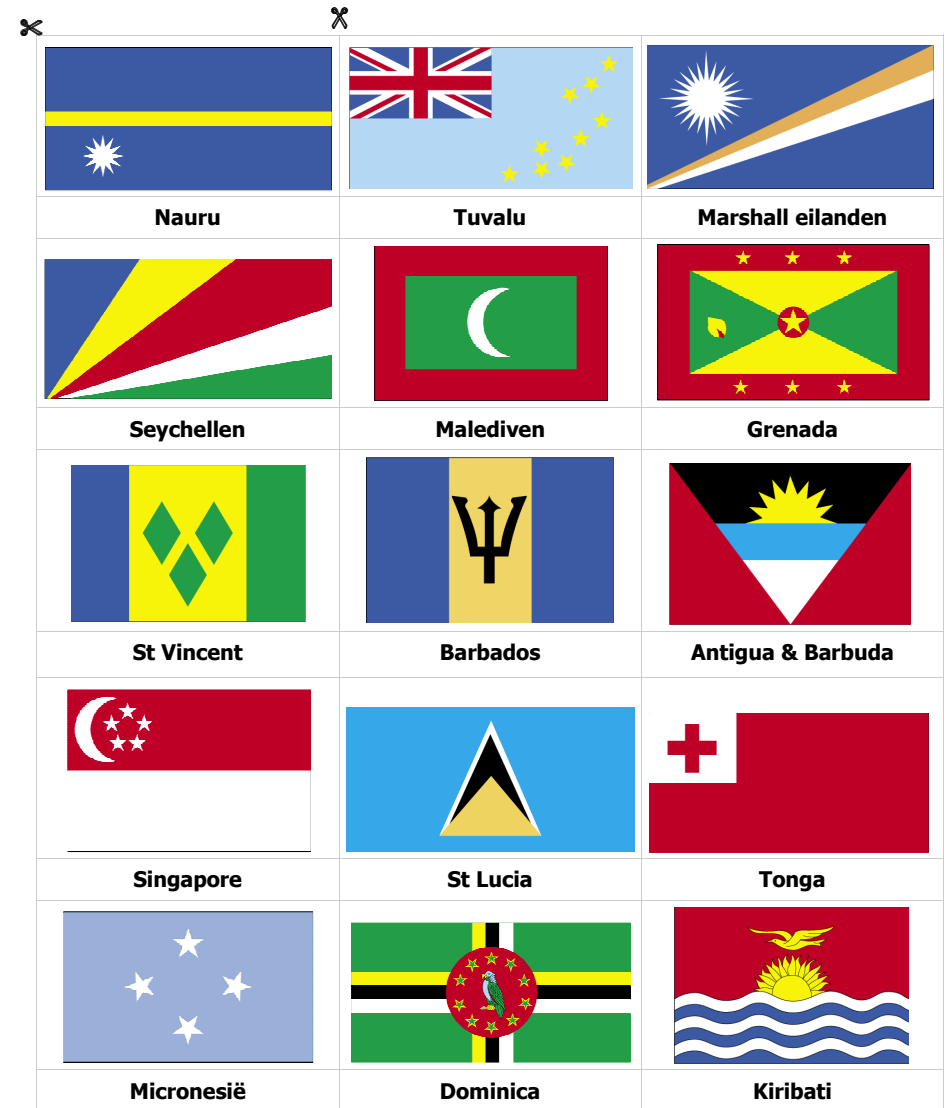 Nauru
Tuvalu
Marshall eilanden
Seychellen
Malediven
Grenada
St Vincent
Barbados
Antigua & Barbuda
Singapore
St Lucia
Tonga
Micronesië
Dominica
Kiribati